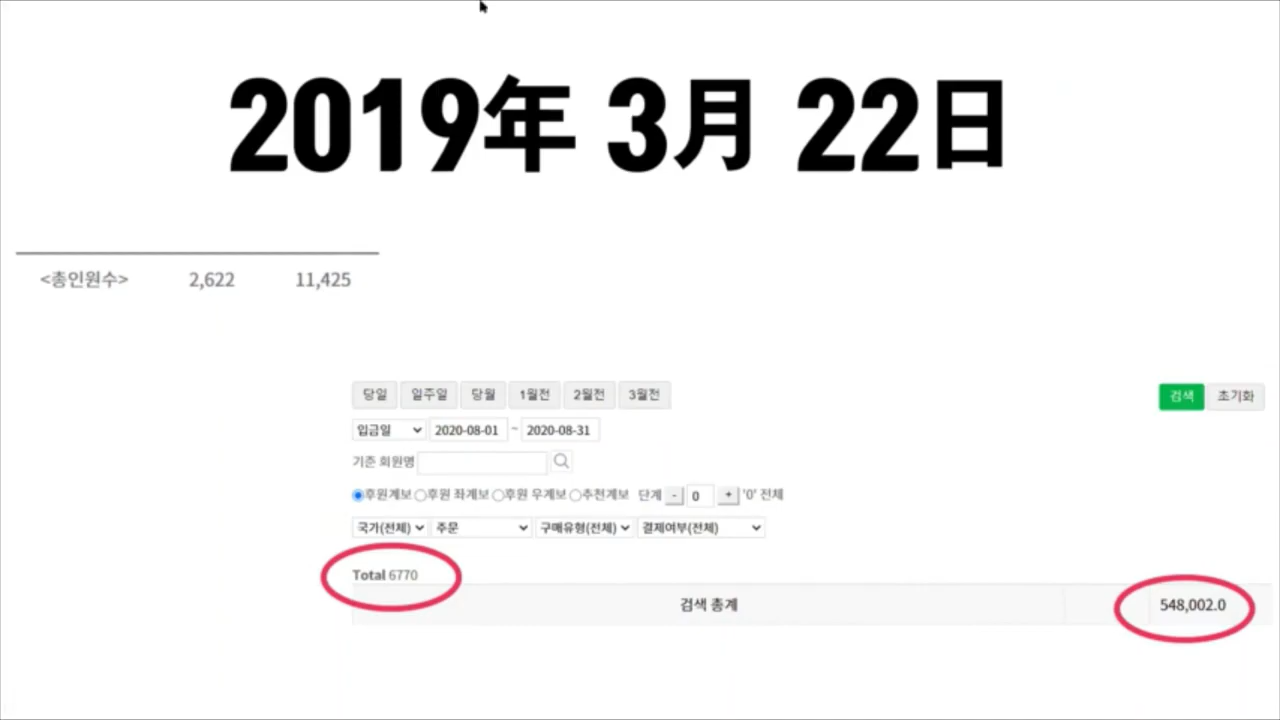 2019年 3月 22日
<총인원수> 2,622 11,425
당일 일주일 당월 1월전 2월전 3월전 검색 초기화
입금일 2020-08-01 ~ 2020-08-31
기준 회원명
후원계보 후원 좌계보 후원 우계보 추천계보 단계 - 0 + '0' 전체
국가(전체) 주문 구매유형(전체) 결제여부(전체)
Total 6770
검색 총계 548,002.0